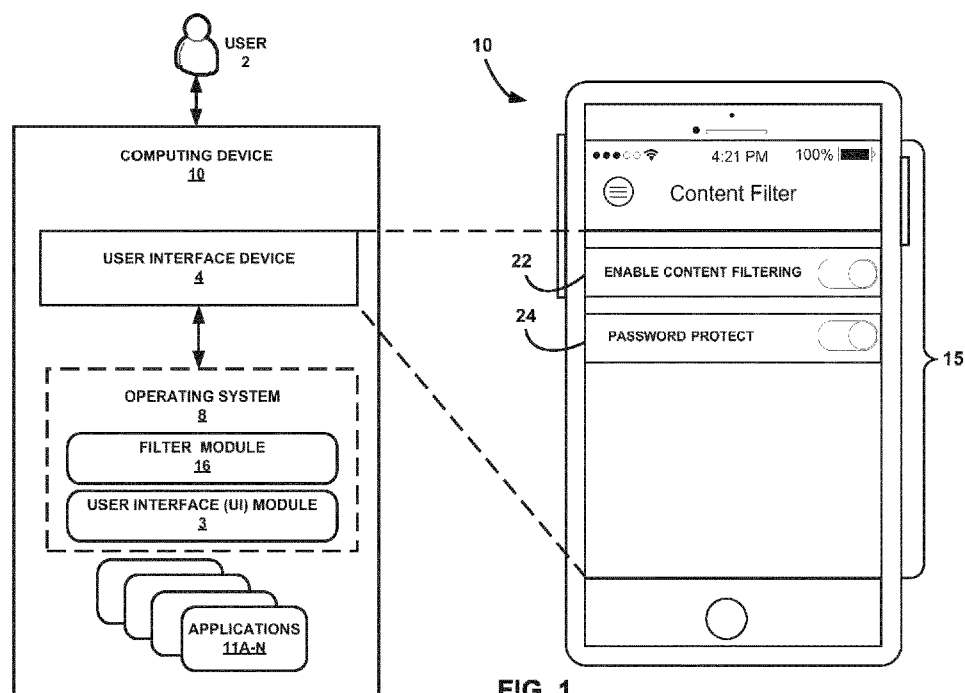 USER
2
10
COMPUTING DEVICE
10
USER INTERFACE DEVICE
4
OPERATING SYSTEM
8
FILTER MODULE
16
USER INTERFACE (UI) MODULE
3
APPLICATIONS
11A-N
4:21 PM 100%
Content Filter
22
ENABLE CONTENT FILTERING
24
PASSWORD PROTECT
15
FIG. 1